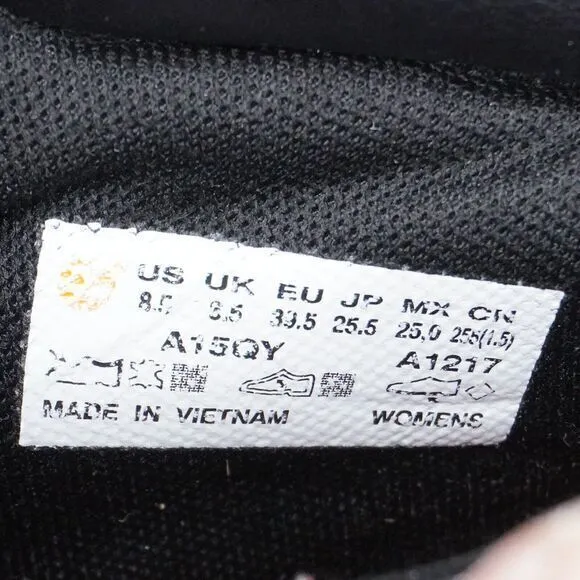 US UK EU JP MX CN
8.5 6.5 39.5 25.5 25,0 255(1.5)
A15QY A1217
MADE IN VIETNAM WOMENS